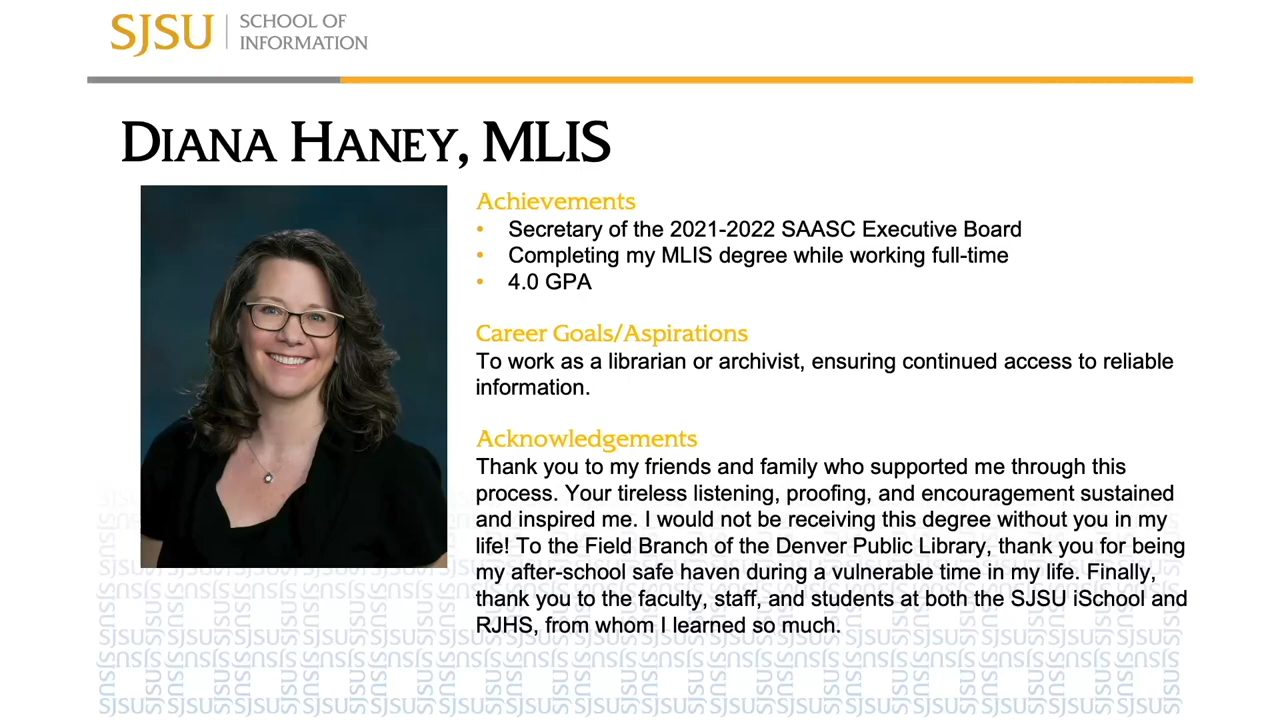 SJSU
SCHOOL OF
INFORMATION
DIANA HANEY, MLIS
Achievements
• Secretary of the 2021-2022 SAASC Executive Board
• Completing my MLIS degree while working full-time
• 4.0 GPA
Career Goals/Aspirations
To work as a librarian or archivist, ensuring continued access to reliable
information.
Acknowledgements
Thank you to my friends and family who supported me through this
process. Your tireless listening, proofing, and encouragement sustained
and inspired me. I would not be receiving this degree without you in my
life! To the Field Branch of the Denver Public Library, thank you for being
my after-school safe haven during a vulnerable time in my life. Finally,
thank you to the faculty, staff, and students at both the SJSU iSchool and
RJHS, from whom I learned so much.